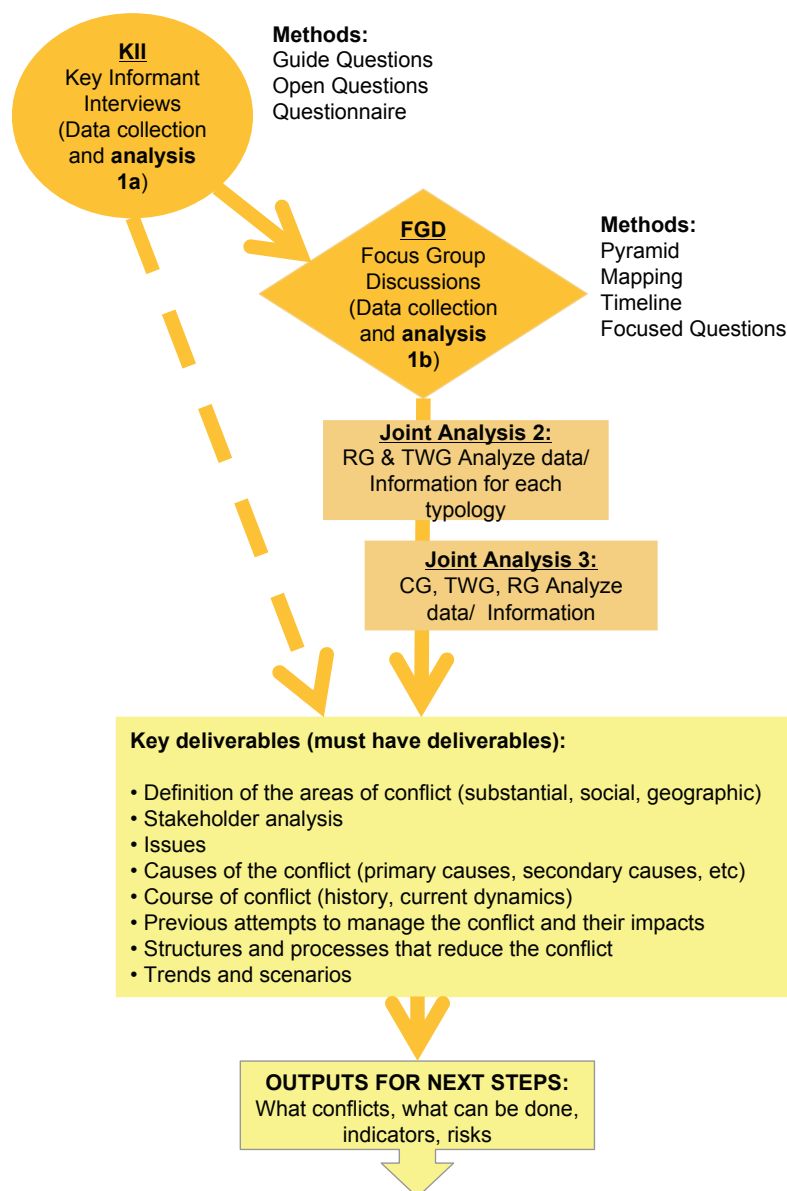 KII
Key Informant
Interviews
(Data collection
and analysis
1a)
Methods:
Guide Questions
Open Questions
Questionnaire
FGD
Focus Group
Discussions
(Data collection
and analysis
1b)
Methods:
Pyramid
Mapping
Timeline
Focused Questions
Joint Analysis 2:
RG & TWG Analyze data/
Information for each
typology
Joint Analysis 3:
CG, TWG, RG Analyze
data/ Information
Key deliverables (must have deliverables):
• Definition of the areas of conflict (substantial, social, geographic)
• Stakeholder analysis
• Issues
• Causes of the conflict (primary causes, secondary causes, etc)
• Course of conflict (history, current dynamics)
• Previous attempts to manage the conflict and their impacts
• Structures and processes that reduce the conflict
• Trends and scenarios
OUTPUTS FOR NEXT STEPS:
What conflicts, what can be done,
indicators, risks